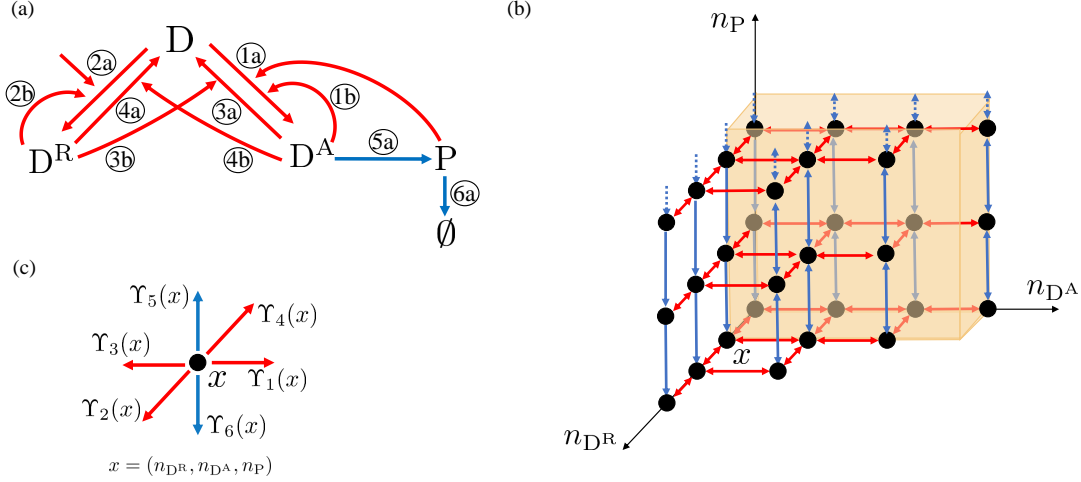 (a)
D
2a
1a
2b
4a
3a
1b
D^R
3b
4b
D^A
5a
P
6a
∅
(b)
n_P
n_{D^A}
x
n_{D^R}
(c)
Υ_5(x)
Υ_4(x)
Υ_3(x)
x
Υ_1(x)
Υ_2(x)
Υ_6(x)
x = (n_{D^R}, n_{D^A}, n_P)